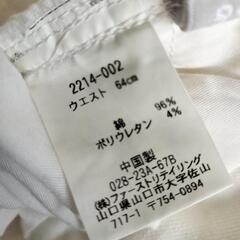 2214-002
ウエスト 64cm
綿 96%
ポリウレタン 4%
中国製
028-23A-67B
(株)ファーストリテイリング
山口県山口市大字佐山
717-1 〒754-0894